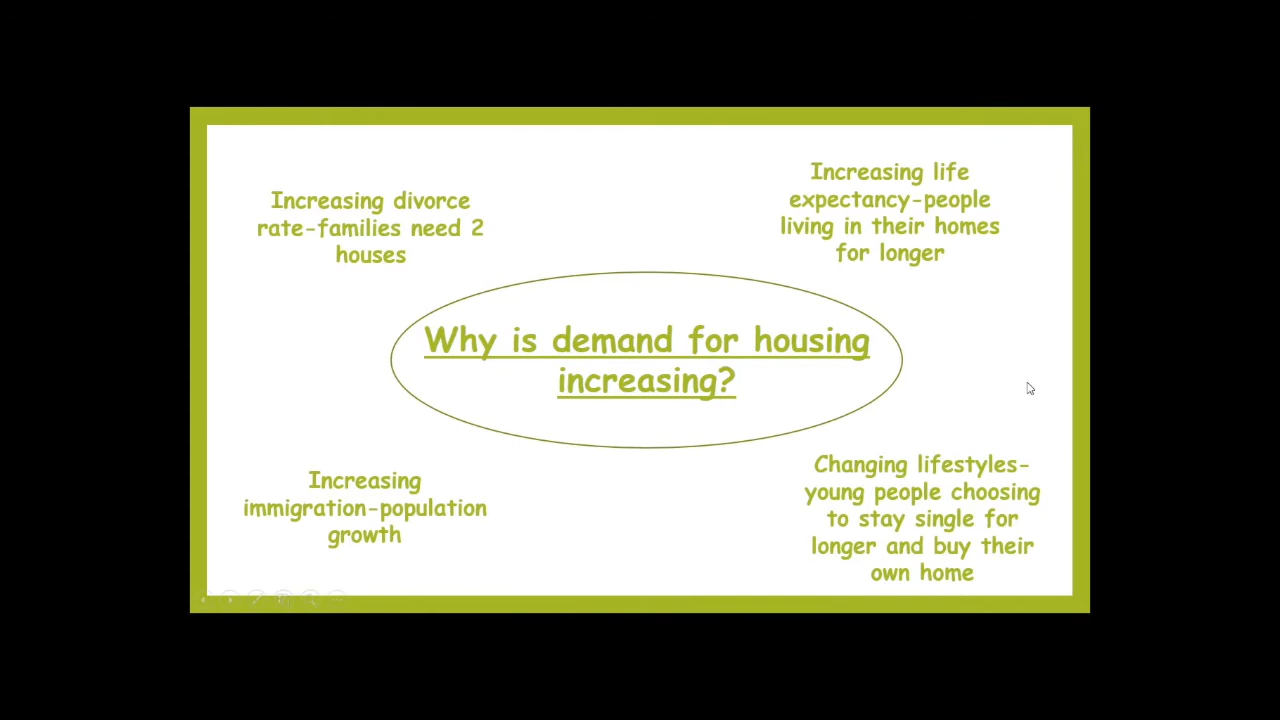 Increasing divorce
rate-families need 2
houses
Increasing life
expectancy-people
living in their homes
for longer
Why is demand for housing
increasing?
Increasing
immigration-population
growth
Changing lifestyles-
young people choosing
to stay single for
longer and buy their
own home